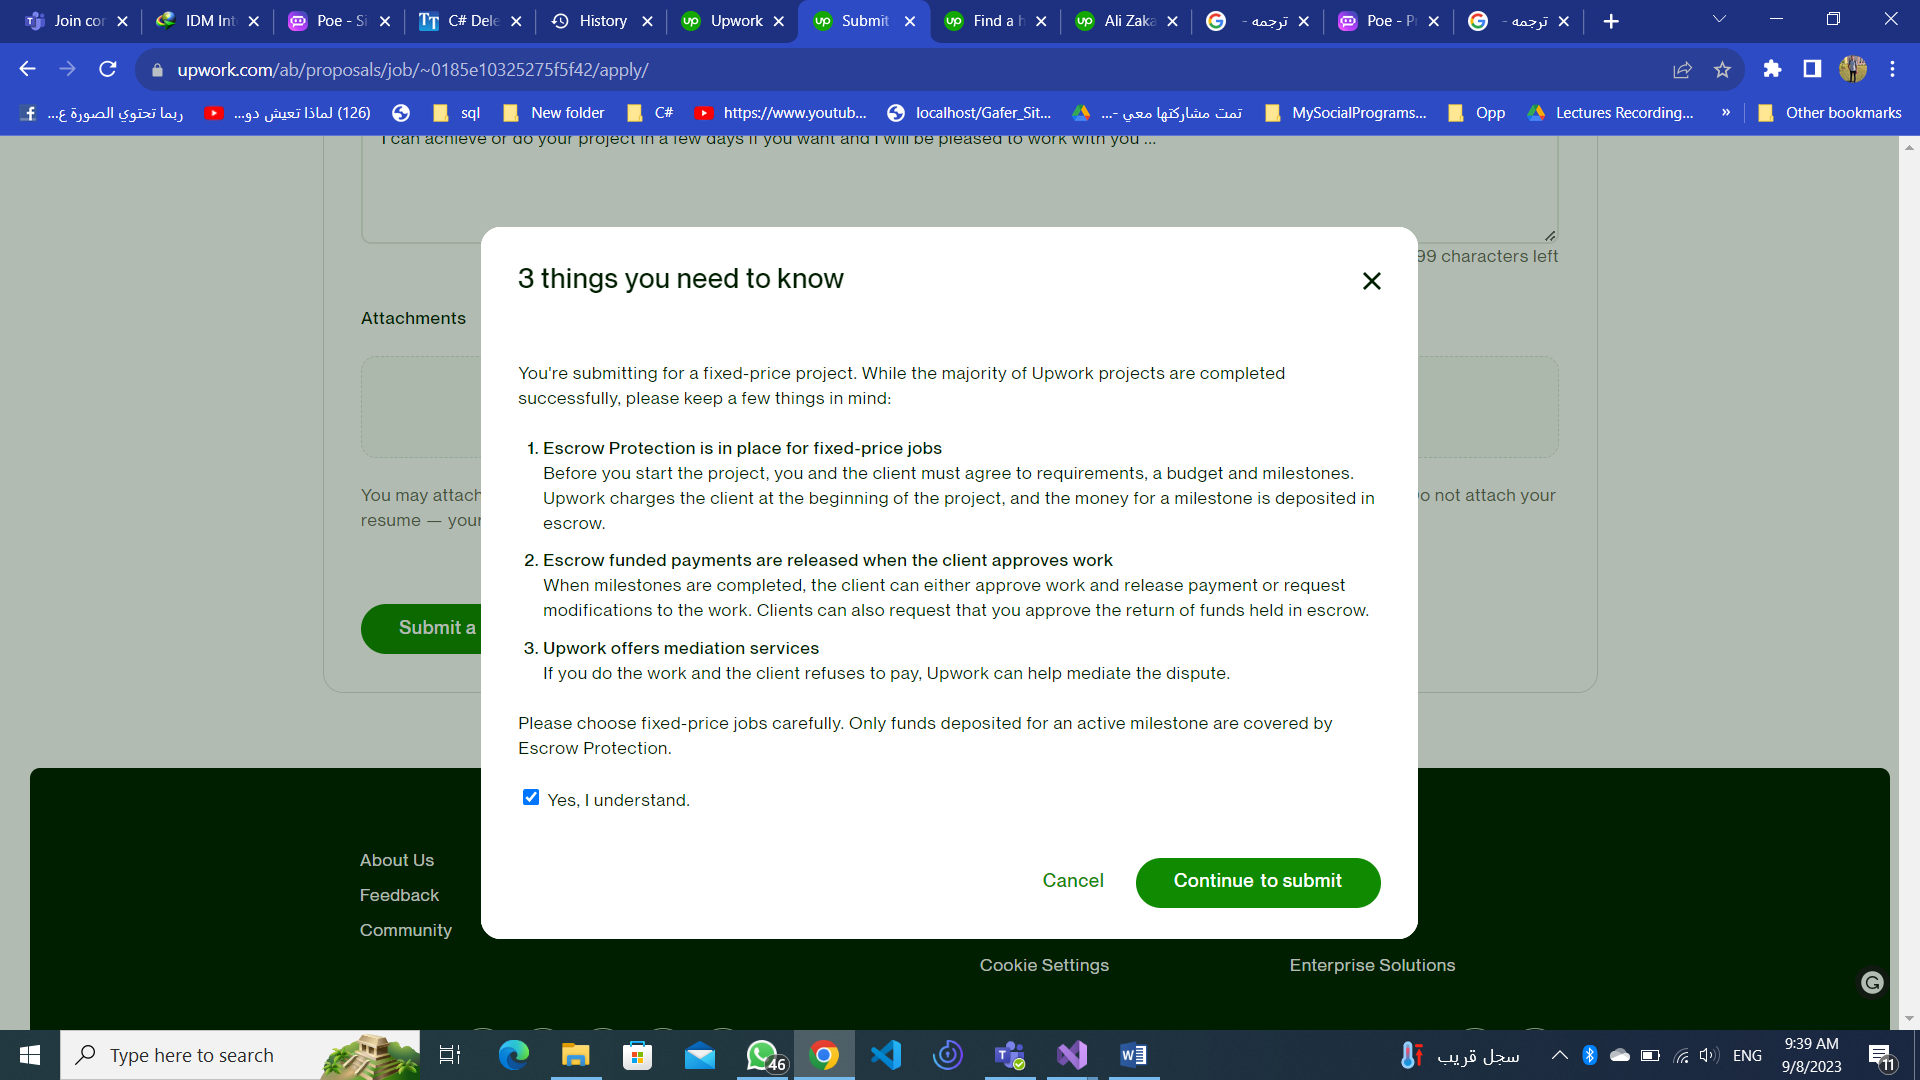 Join cor
IDM Int
Poe - Si
C# Dele
History
Upwork
Submit
Find a h
Ali Zaka
ترجمه -
Poe - P
ترجمه -
upwork.com/ab/proposals/job/~0185e10325275f5f42/apply/
ربما تحتوي الصورة ع...
(126) لماذا تعيش دو...
sql
New folder
C#
https://www.youtub...
localhost/Gafer_Sit...
تمت مشاركتها معي -...
MySocialPrograms...
Opp
Lectures Recording...
»
Other bookmarks
I can achieve or do your project in a few days if you want and I will be pleased to work with you ...
99 characters left
Attachments
You may attach
o not attach your
resume — your
Submit a
3 things you need to know
You're submitting for a fixed-price project. While the majority of Upwork projects are completed
successfully, please keep a few things in mind:
1. Escrow Protection is in place for fixed-price jobs
Before you start the project, you and the client must agree to requirements, a budget and milestones.
Upwork charges the client at the beginning of the project, and the money for a milestone is deposited in
escrow.
2. Escrow funded payments are released when the client approves work
When milestones are completed, the client can either approve work and release payment or request
modifications to the work. Clients can also request that you approve the return of funds held in escrow.
3. Upwork offers mediation services
If you do the work and the client refuses to pay, Upwork can help mediate the dispute.
Please choose fixed-price jobs carefully. Only funds deposited for an active milestone are covered by
Escrow Protection.
Yes, I understand.
Cancel
Continue to submit
About Us
Feedback
Community
Cookie Settings
Enterprise Solutions
Type here to search
46
سجل قريب
ENG
9:39 AM
9/8/2023
11